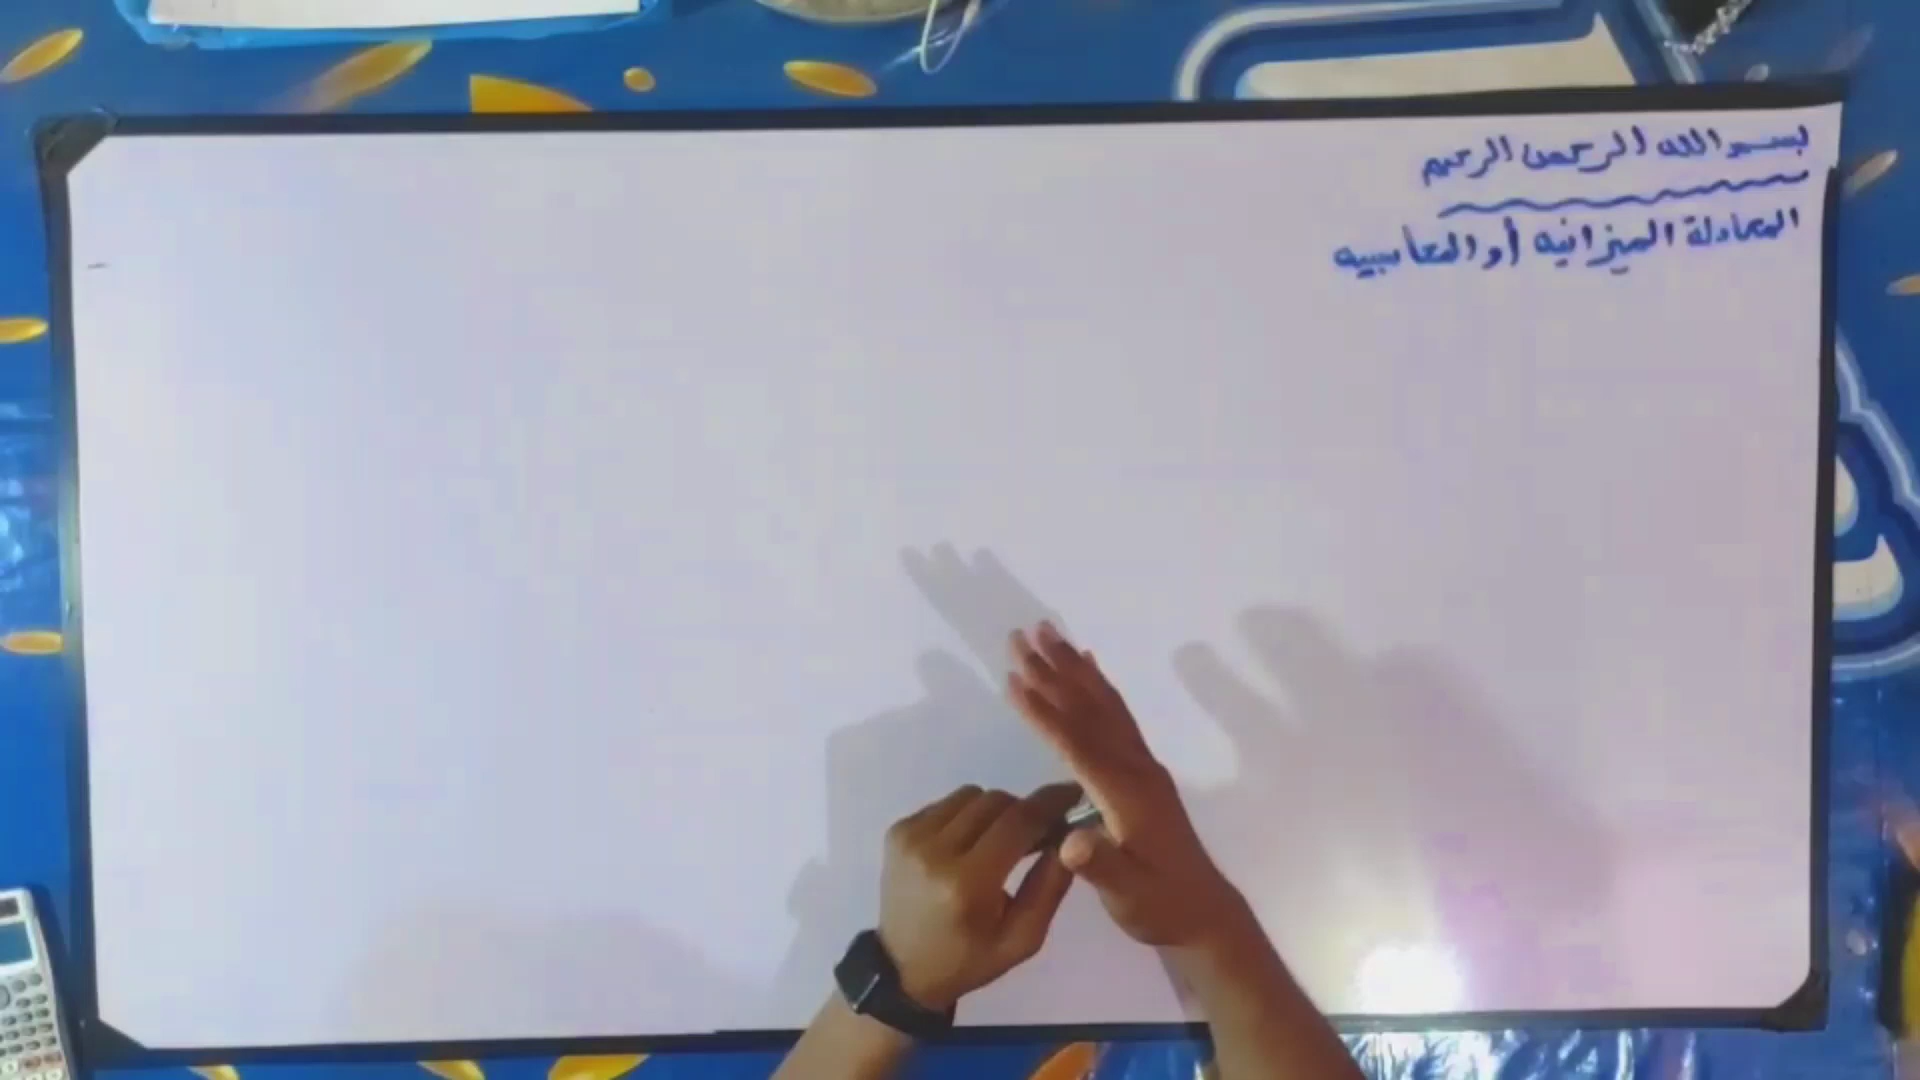 بسم الله الرحمن الرحيم
المعادلة الميزانيه أو المحاسبيه